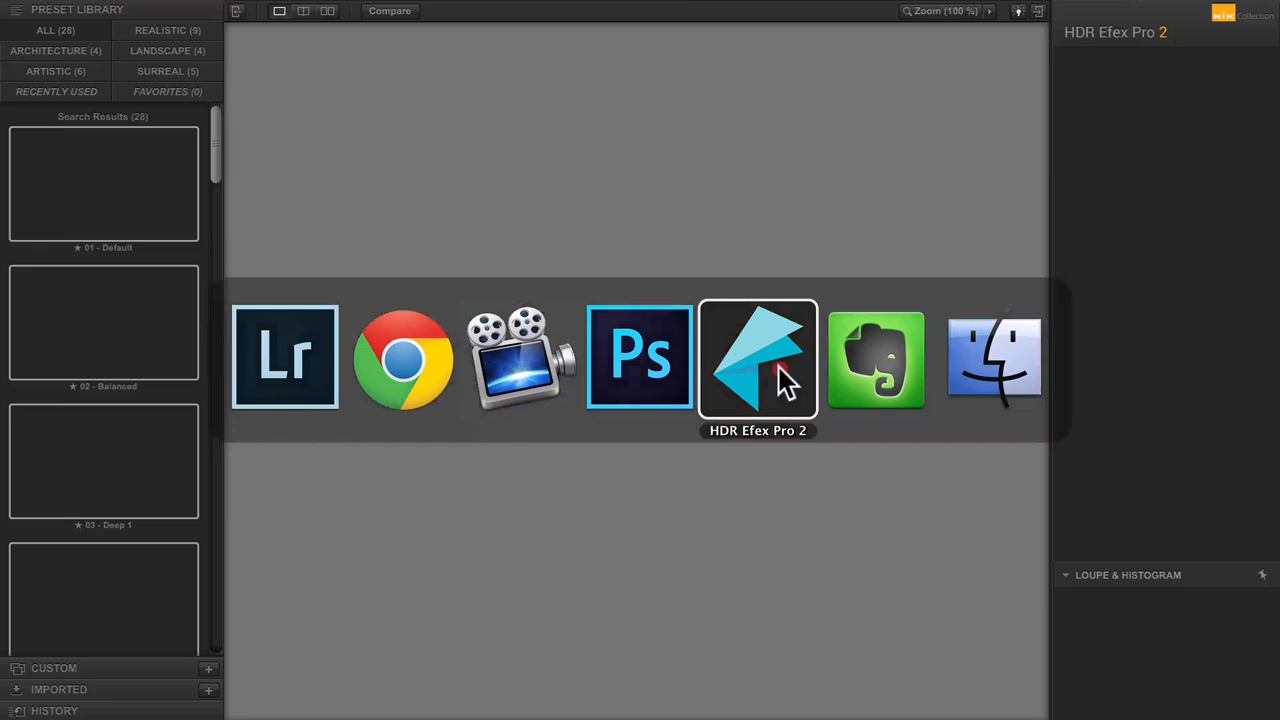 PRESET LIBRARY
ALL (28)
REALISTIC (9)
ARCHITECTURE (4)
LANDSCAPE (4)
ARTISTIC (6)
SURREAL (5)
RECENTLY USED
FAVORITES (0)
Search Results (28)
★ 01 - Default
★ 02 - Balanced
★ 03 - Deep 1
CUSTOM
IMPORTED
HISTORY
Compare
Zoom (100 %)
Lr
Ps
HDR Efex Pro 2
Nik Collection
HDR Efex Pro 2
LOUPE & HISTOGRAM